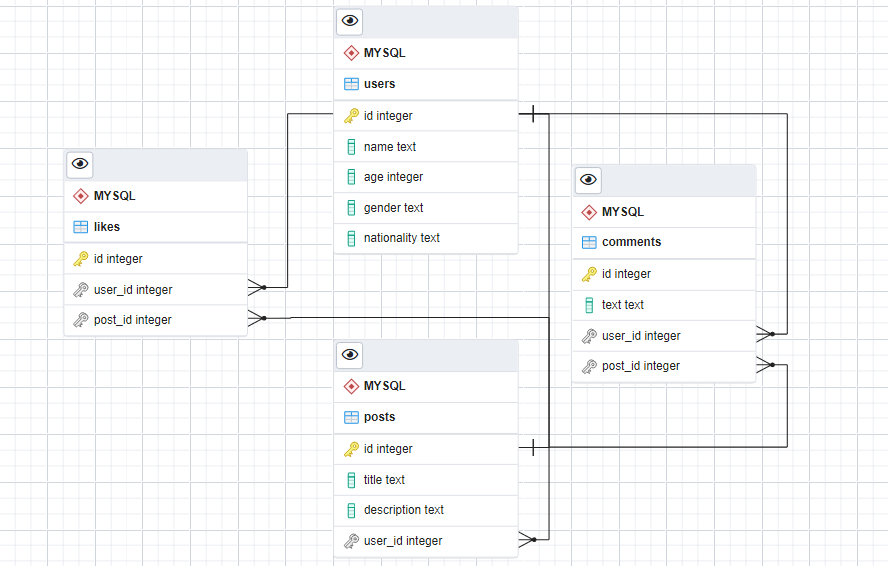 MYSQL
users
id integer
name text
age integer
gender text
nationality text
MYSQL
likes
id integer
user_id integer
post_id integer
MYSQL
comments
id integer
text text
user_id integer
post_id integer
MYSQL
posts
id integer
title text
description text
user_id integer